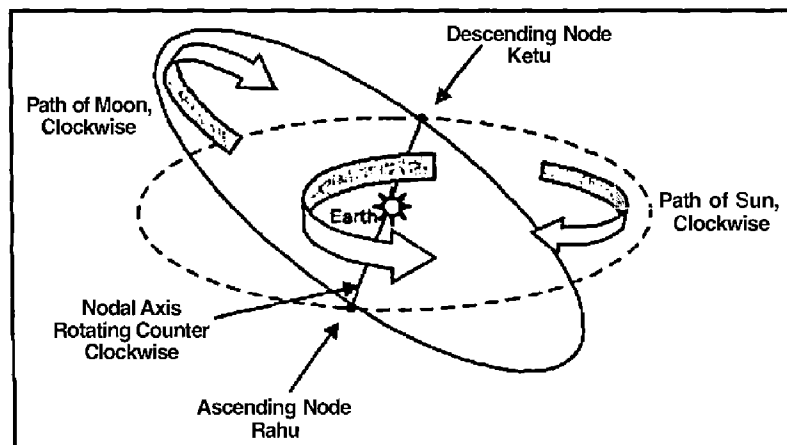 Descending Node
Ketu
Path of Moon,
Clockwise
Earth
Path of Sun,
Clockwise
Nodal Axis
Rotating Counter
Clockwise
Ascending Node
Rahu